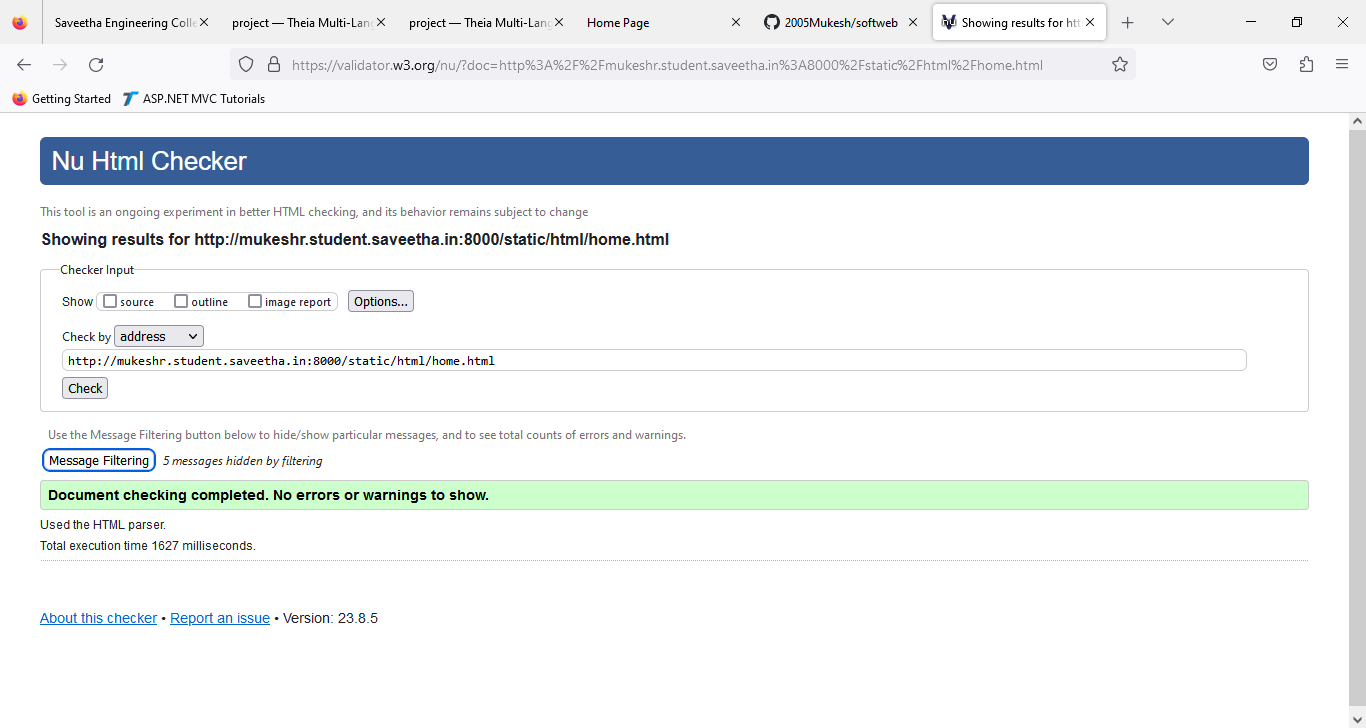 Saveetha Engineering Colle
project — Theia Multi-Lang
project — Theia Multi-Lang
Home Page
2005Mukesh/softweb
Showing results for htt
https://validator.w3.org/nu/?doc=http%3A%2F%2Fmukeshr.student.saveetha.in%3A8000%2Fstatic%2Fhtml%2Fhome.html
Getting Started
ASP.NET MVC Tutorials
Nu Html Checker
This tool is an ongoing experiment in better HTML checking, and its behavior remains subject to change
Showing results for http://mukeshr.student.saveetha.in:8000/static/html/home.html
Checker Input
Show source outline image report Options...
Check by address
http://mukeshr.student.saveetha.in:8000/static/html/home.html
Check
Use the Message Filtering button below to hide/show particular messages, and to see total counts of errors and warnings.
Message Filtering 5 messages hidden by filtering
Document checking completed. No errors or warnings to show.
Used the HTML parser.
Total execution time 1627 milliseconds.
About this checker • Report an issue • Version: 23.8.5